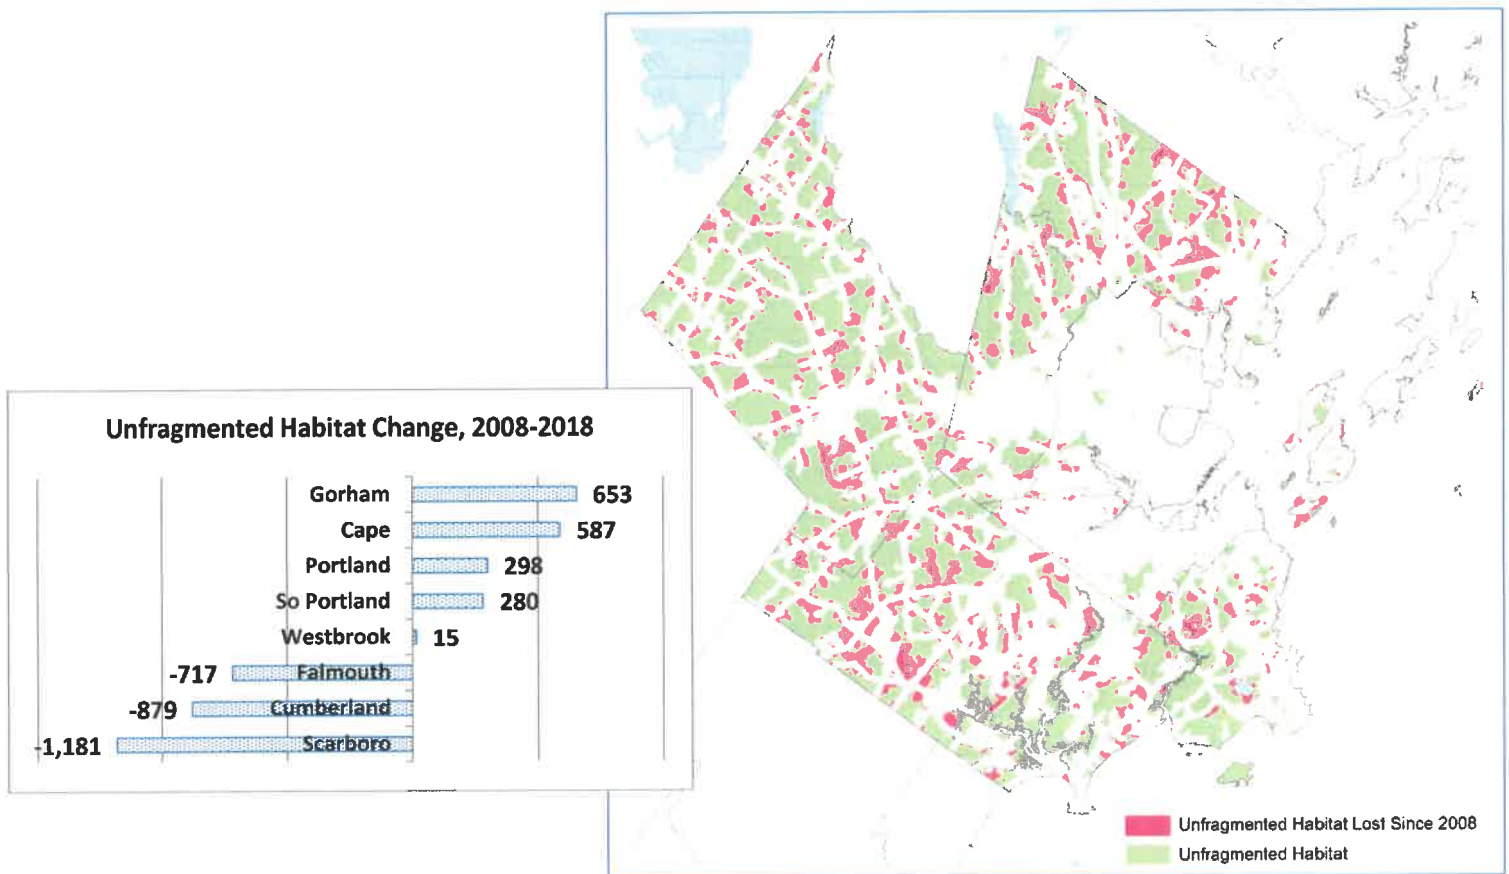 Unfragmented Habitat Change, 2008-2018
Gorham 653
Cape 587
Portland 298
So Portland 280
Westbrook 15
-717 Falmouth
-879 Cumberland
-1,181 Scarboro
Unfragmented Habitat Lost Since 2008
Unfragmented Habitat